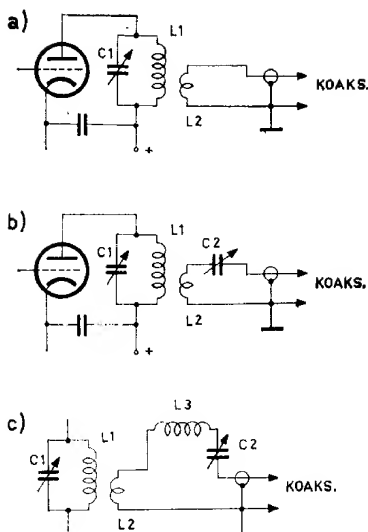 a)
L1
C1
KOAKS.
L2
+
b)
L1
C1
C2
KOAKS.
L2
+
c)
L3
L1
C1
C2
KOAKS.
L2